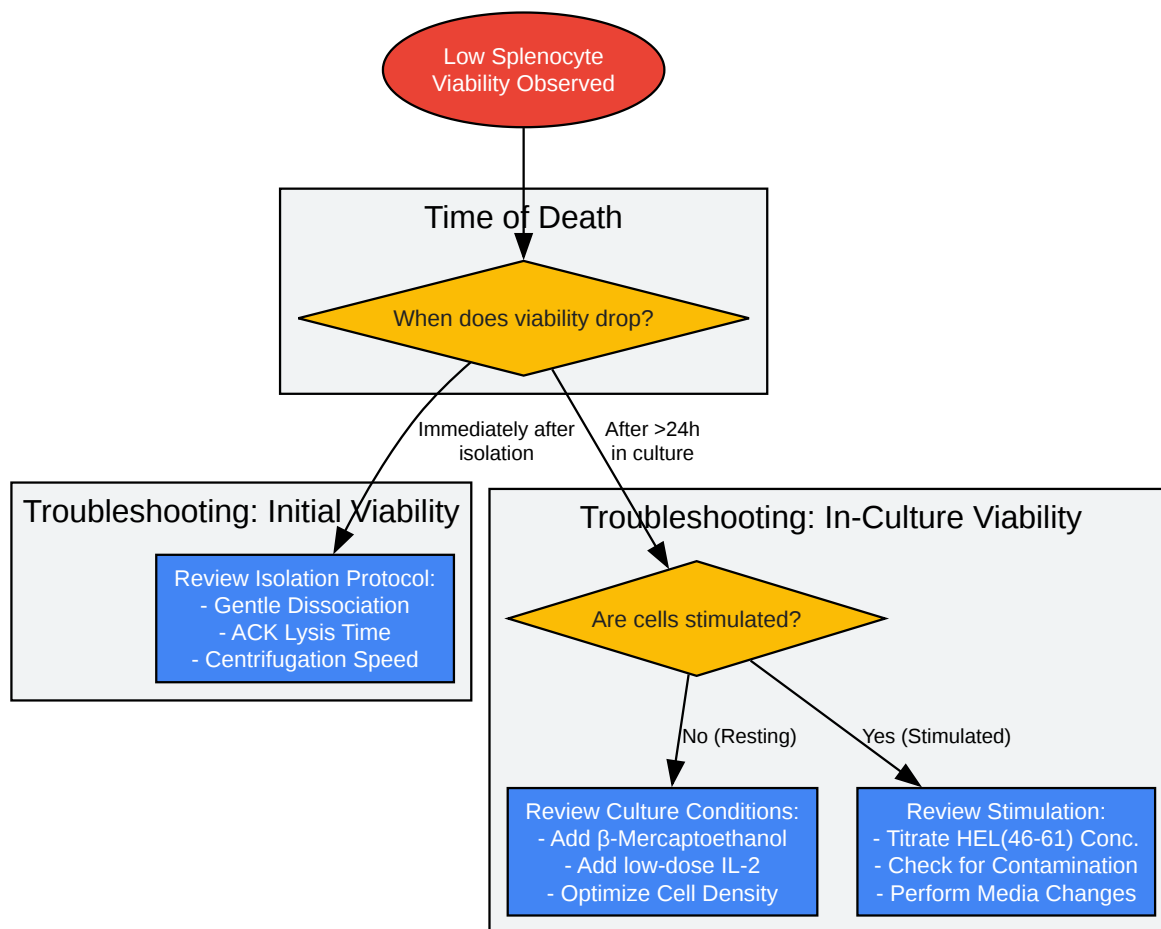 Low Splenocyte
Viability Observed
Time of Death
When does viability drop?
Immediately after
isolation
After >24h
in culture
Troubleshooting: Initial Viability
Review Isolation Protocol:
- Gentle Dissociation
- ACK Lysis Time
- Centrifugation Speed
Troubleshooting: In-Culture Viability
Are cells stimulated?
No (Resting)
Yes (Stimulated)
Review Culture Conditions:
- Add β-Mercaptoethanol
- Add low-dose IL-2
- Optimize Cell Density
Review Stimulation:
- Titrate HEL(46-61) Conc.
- Check for Contamination
- Perform Media Changes